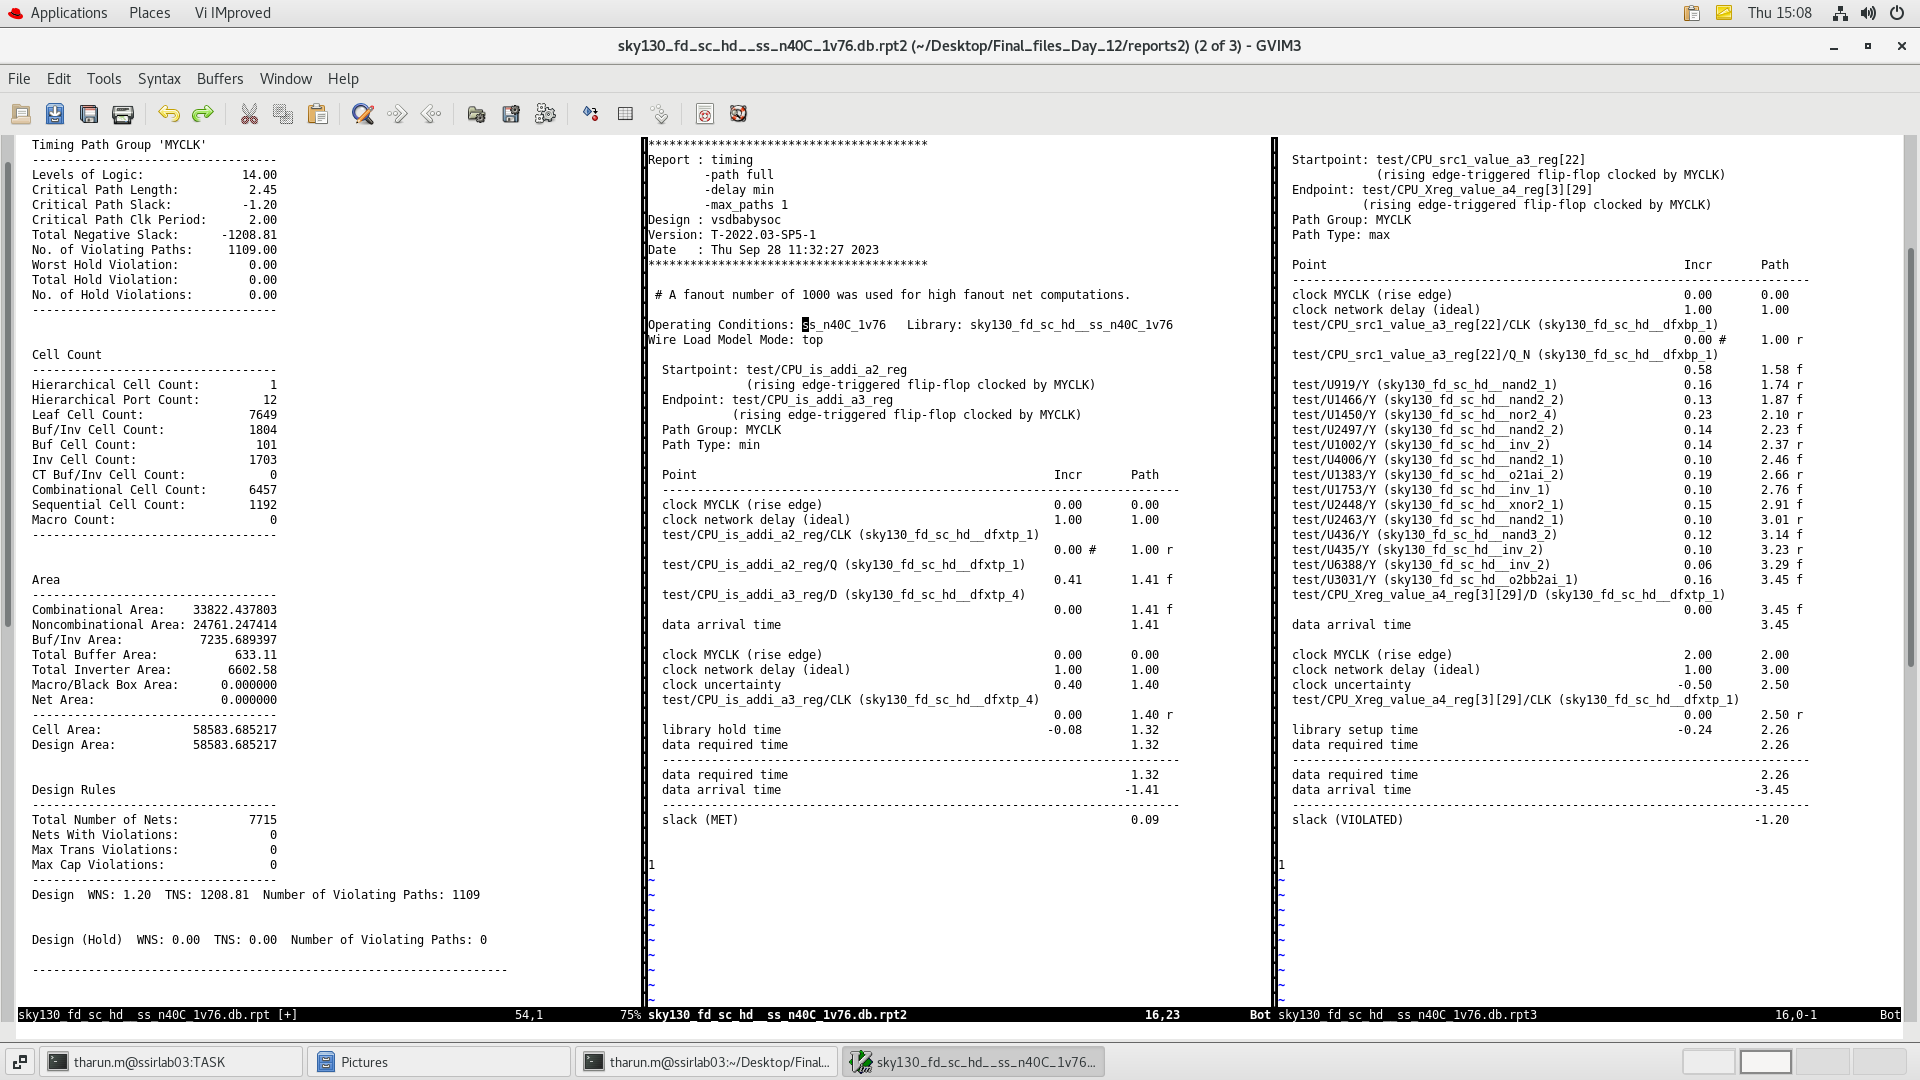 Applications Places Vi IMproved Thu 15:08
sky130_fd_sc_hd__ss_n40C_1v76.db.rpt2 (~/Desktop/Final_files_Day_12/reports2) (2 of 3) - GVIM3
File Edit Tools Syntax Buffers Window Help
Timing Path Group 'MYCLK'
-----------------------------------
Levels of Logic: 14.00
Critical Path Length: 2.45
Critical Path Slack: -1.20
Critical Path Clk Period: 2.00
Total Negative Slack: -1208.81
No. of Violating Paths: 1109.00
Worst Hold Violation: 0.00
Total Hold Violation: 0.00
No. of Hold Violations: 0.00
-----------------------------------
Cell Count
-----------------------------------
Hierarchical Cell Count: 1
Hierarchical Port Count: 12
Leaf Cell Count: 7649
Buf/Inv Cell Count: 1804
Buf Cell Count: 101
Inv Cell Count: 1703
CT Buf/Inv Cell Count: 0
Combinational Cell Count: 6457
Sequential Cell Count: 1192
Macro Count: 0
-----------------------------------
Area
-----------------------------------
Combinational Area: 33822.437803
Noncombinational Area: 24761.247414
Buf/Inv Area: 7235.689397
Total Buffer Area: 633.11
Total Inverter Area: 6602.58
Macro/Black Box Area: 0.000000
Net Area: 0.000000
-----------------------------------
Cell Area: 58583.685217
Design Area: 58583.685217
Design Rules
-----------------------------------
Total Number of Nets: 7715
Nets With Violations: 0
Max Trans Violations: 0
Max Cap Violations: 0
-----------------------------------
Design WNS: 1.20 TNS: 1208.81 Number of Violating Paths: 1109
Design (Hold) WNS: 0.00 TNS: 0.00 Number of Violating Paths: 0
--------------------------------------------------------------------
sky130_fd_sc_hd__ss_n40C_1v76.db.rpt [+] 54,1 75%
****************************************
Report : timing
-path full
-delay min
-max_paths 1
Design : vsdbabysoc
Version: T-2022.03-SP5-1
Date : Thu Sep 28 11:32:27 2023
****************************************
# A fanout number of 1000 was used for high fanout net computations.
Operating Conditions: ss_n40C_1v76 Library: sky130_fd_sc_hd__ss_n40C_1v76
Wire Load Model Mode: top
Startpoint: test/CPU_is_addi_a2_reg
(rising edge-triggered flip-flop clocked by MYCLK)
Endpoint: test/CPU_is_addi_a3_reg
(rising edge-triggered flip-flop clocked by MYCLK)
Path Group: MYCLK
Path Type: min
Point Incr Path
--------------------------------------------------------------------------
clock MYCLK (rise edge) 0.00 0.00
clock network delay (ideal) 1.00 1.00
test/CPU_is_addi_a2_reg/CLK (sky130_fd_sc_hd__dfxtp_1)
0.00 # 1.00 r
test/CPU_is_addi_a2_reg/Q (sky130_fd_sc_hd__dfxtp_1)
0.41 1.41 f
test/CPU_is_addi_a3_reg/D (sky130_fd_sc_hd__dfxtp_4)
0.00 1.41 f
data arrival time 1.41
clock MYCLK (rise edge) 0.00 0.00
clock network delay (ideal) 1.00 1.00
clock uncertainty 0.40 1.40
test/CPU_is_addi_a3_reg/CLK (sky130_fd_sc_hd__dfxtp_4)
0.00 1.40 r
library hold time -0.08 1.32
data required time 1.32
--------------------------------------------------------------------------
data required time 1.32
data arrival time -1.41
--------------------------------------------------------------------------
slack (MET) 0.09
1
~
~
~
~
~
~
~
~
~
sky130_fd_sc_hd__ss_n40C_1v76.db.rpt2 16,23 Bot
Startpoint: test/CPU_src1_value_a3_reg[22]
(rising edge-triggered flip-flop clocked by MYCLK)
Endpoint: test/CPU_Xreg_value_a4_reg[3][29]
(rising edge-triggered flip-flop clocked by MYCLK)
Path Group: MYCLK
Path Type: max
Point Incr Path
--------------------------------------------------------------------------
clock MYCLK (rise edge) 0.00 0.00
clock network delay (ideal) 1.00 1.00
test/CPU_src1_value_a3_reg[22]/CLK (sky130_fd_sc_hd__dfxbp_1)
0.00 # 1.00 r
test/CPU_src1_value_a3_reg[22]/Q_N (sky130_fd_sc_hd__dfxbp_1)
0.58 1.58 f
test/U919/Y (sky130_fd_sc_hd__nand2_1) 0.16 1.74 r
test/U1466/Y (sky130_fd_sc_hd__nand2_2) 0.13 1.87 f
test/U1450/Y (sky130_fd_sc_hd__nor2_4) 0.23 2.10 r
test/U2497/Y (sky130_fd_sc_hd__nand2_2) 0.14 2.23 f
test/U1002/Y (sky130_fd_sc_hd__inv_2) 0.14 2.37 r
test/U4006/Y (sky130_fd_sc_hd__nand2_1) 0.10 2.46 f
test/U1383/Y (sky130_fd_sc_hd__o21ai_2) 0.19 2.66 r
test/U1753/Y (sky130_fd_sc_hd__inv_1) 0.10 2.76 f
test/U2448/Y (sky130_fd_sc_hd__xnor2_1) 0.15 2.91 f
test/U2463/Y (sky130_fd_sc_hd__nand2_1) 0.10 3.01 r
test/U436/Y (sky130_fd_sc_hd__nand3_2) 0.12 3.14 f
test/U435/Y (sky130_fd_sc_hd__inv_2) 0.10 3.23 r
test/U6388/Y (sky130_fd_sc_hd__inv_2) 0.06 3.29 f
test/U3031/Y (sky130_fd_sc_hd__o2bb2ai_1) 0.16 3.45 f
test/CPU_Xreg_value_a4_reg[3][29]/D (sky130_fd_sc_hd__dfxtp_1)
0.00 3.45 f
data arrival time 3.45
clock MYCLK (rise edge) 2.00 2.00
clock network delay (ideal) 1.00 3.00
clock uncertainty -0.50 2.50
test/CPU_Xreg_value_a4_reg[3][29]/CLK (sky130_fd_sc_hd__dfxtp_1)
0.00 2.50 r
library setup time -0.24 2.26
data required time 2.26
--------------------------------------------------------------------------
data required time 2.26
data arrival time -3.45
--------------------------------------------------------------------------
slack (VIOLATED) -1.20
1
~
~
~
~
~
~
~
~
~
sky130_fd_sc_hd__ss_n40C_1v76.db.rpt3 16,0-1 Bot
tharun.m@ssirlab03:TASK Pictures tharun.m@ssirlab03:~/Desktop/Final... sky130_fd_sc_hd__ss_n40C_1v76...